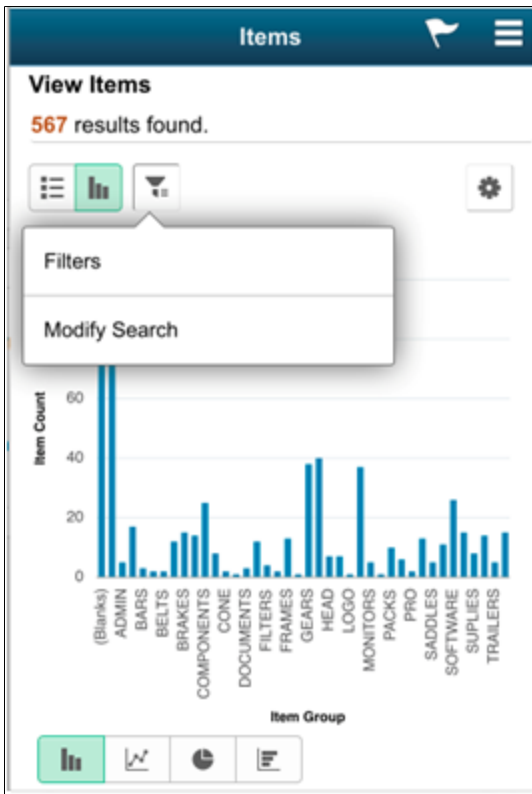 Items
View Items
567 results found.
Filters
Modify Search
60
40
20
0
Item Count
(Blanks)
ADMIN
BARS
BELTS
BRAKES
COMPONENTS
CONE
DOCUMENTS
FILTERS
FRAMES
GEARS
HEAD
LOGO
MONITORS
PACKS
PRO
SADDLES
SOFTWARE
SUPLIES
TRAILERS
Item Group